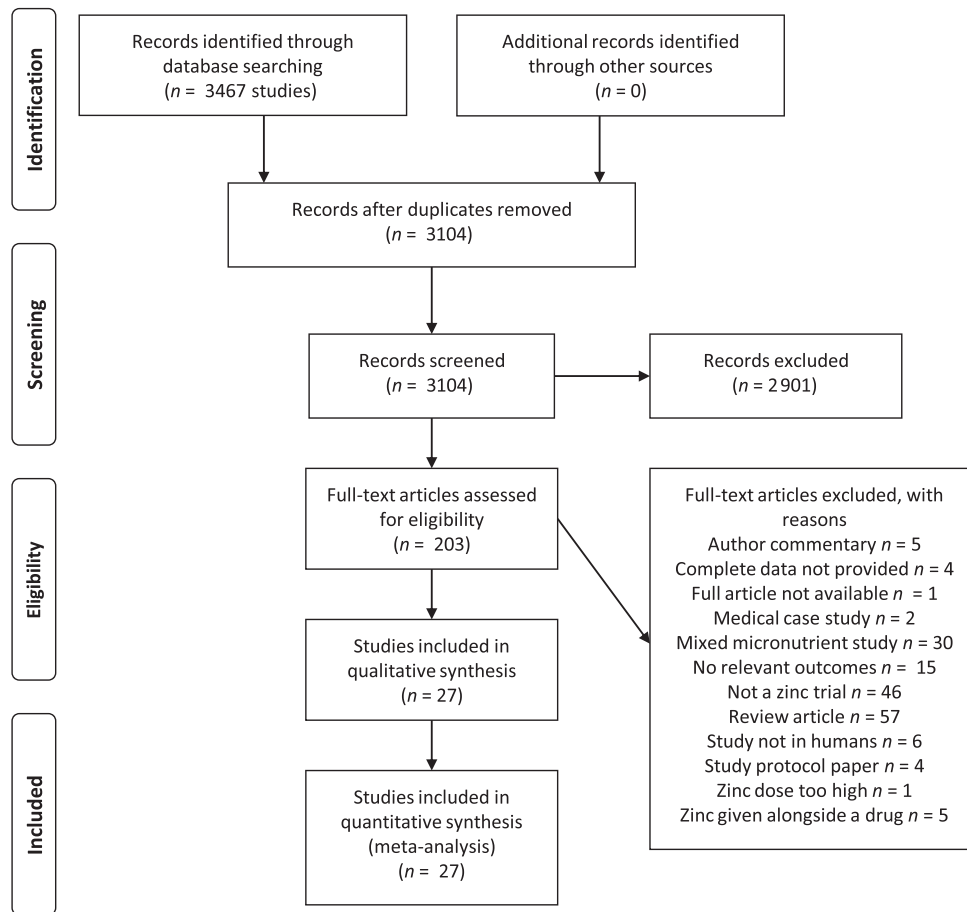 Identification
Records identified through
database searching
(n = 3467 studies)
Additional records identified
through other sources
(n = 0)
Records after duplicates removed
(n = 3104)
Screening
Records screened
(n = 3104)
Records excluded
(n = 2901)
Eligibility
Full-text articles assessed
for eligibility
(n = 203)
Full-text articles excluded, with
reasons
Author commentary n = 5
Complete data not provided n = 4
Full article not available n = 1
Medical case study n = 2
Mixed micronutrient study n = 30
No relevant outcomes n = 15
Not a zinc trial n = 46
Review article n = 57
Study not in humans n = 6
Study protocol paper n = 4
Zinc dose too high n = 1
Zinc given alongside a drug n = 5
Studies included in
qualitative synthesis
(n = 27)
Included
Studies included in
quantitative synthesis
(meta-analysis)
(n = 27)